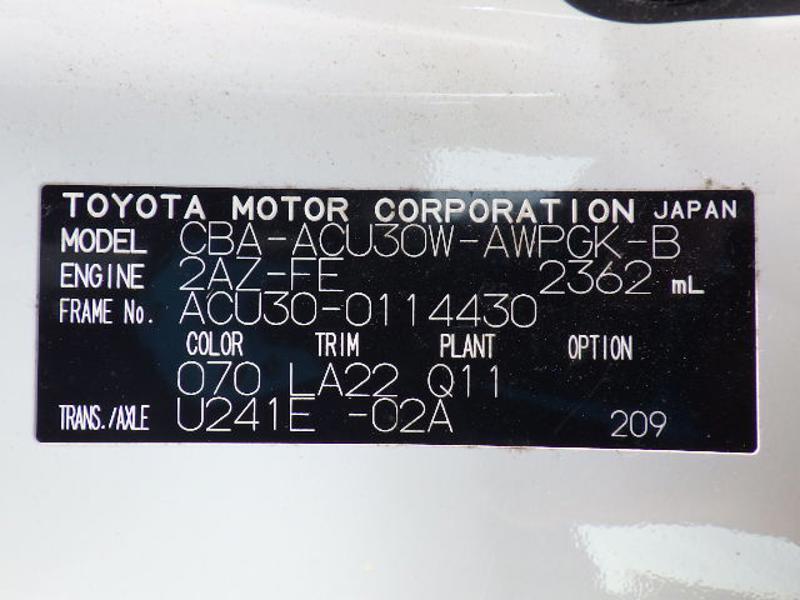 TOYOTA MOTOR CORPORATION JAPAN
MODEL CBA-ACU30W-AWPGK-B
ENGINE 2AZ-FE 2362 mL
FRAME No. ACU30-0114430
COLOR TRIM PLANT OPTION
070 LA22 Q11
TRANS./AXLE U241E -02A 209